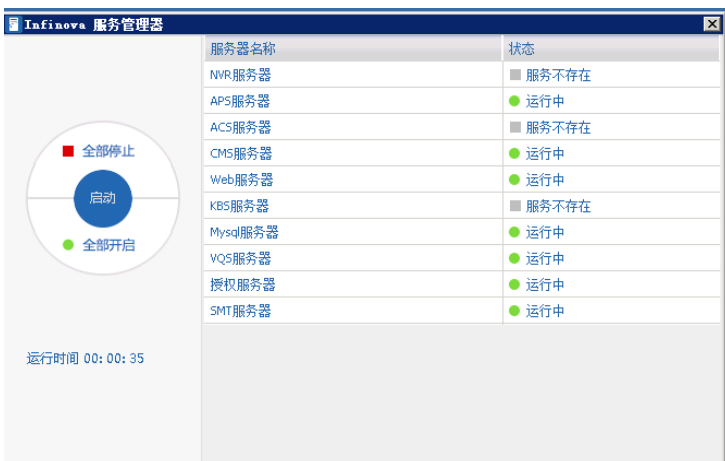 Infinova 服务管理器
服务器名称 状态
NVR服务器 服务不存在
APS服务器 运行中
ACS服务器 服务不存在
CMS服务器 运行中
Web服务器 运行中
KBS服务器 服务不存在
Mysql服务器 运行中
VQS服务器 运行中
授权服务器 运行中
SMT服务器 运行中
全部停止
启动
全部开启
运行时间 00:00:35